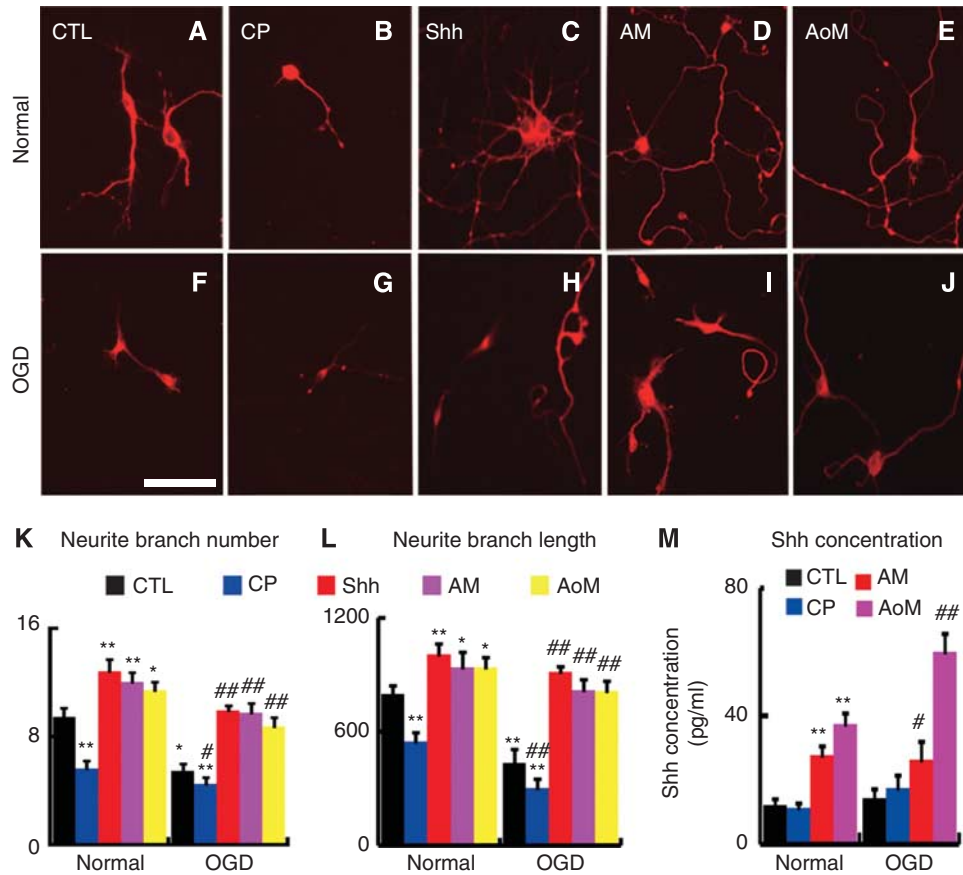 CTL A CP B Shh C AM D AoM E
Normal
F G H I J
OGD
K Neurite branch number L Neurite branch length M Shh concentration
CTL CP Shh AM AoM
CTL AM
CP AoM
16
8
0
** ** ** *
* # ** ## ## ##
Normal OGD
1200
600
0
** ** * *
** ## ** ## ## ##
Normal OGD
Shh concentration
(pg/ml)
80
40
0
** **
# ##
Normal OGD